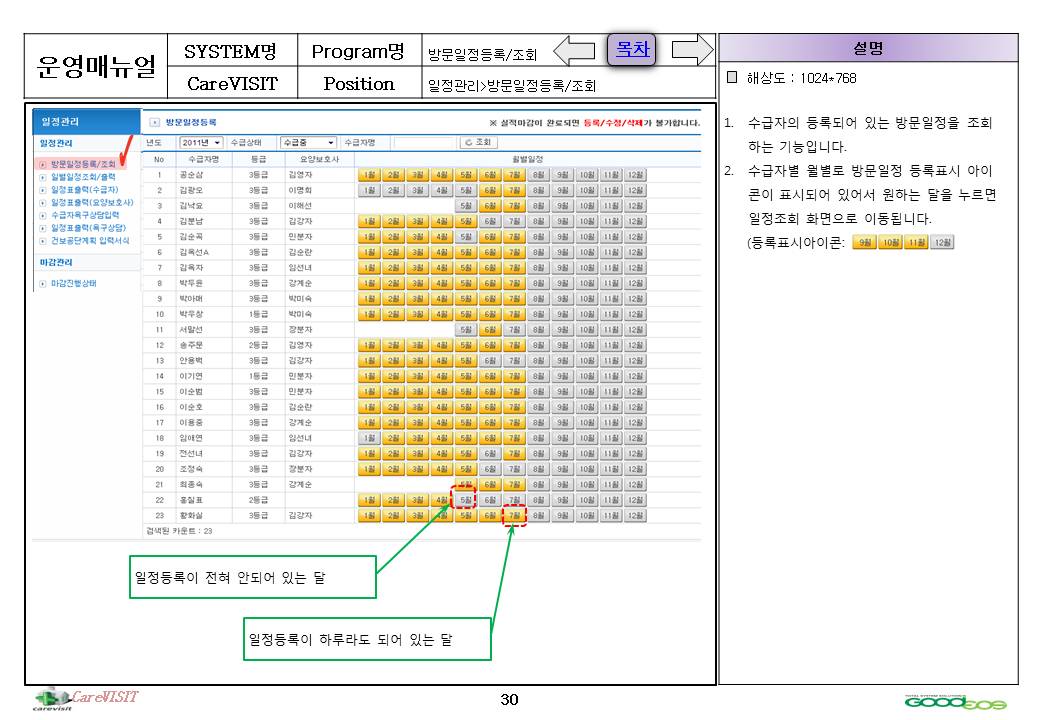 운영매뉴얼
SYSTEM명
Program명
방문일정등록/조회
목차
CareVISIT
Position
일정관리>방문일정등록/조회
설명
해상도 : 1024*768
1. 수급자의 등록되어 있는 방문일정을 조회
하는 기능입니다.
2. 수급자별 월별로 방문일정 등록표시 아이
콘이 표시되어 있어서 원하는 달을 누르면
일정조회 화면으로 이동됩니다.
(등록표시아이콘: 9월 10월 11월 12월
일정관리
일정관리
방문일정등록/조회
일별일정조회/출력
일정표출력(수급자)
일정표출력(요양보호사)
수급자욕구상담입력
일정표출력(욕구상담)
건보공단계획 입력서식
마감관리
마감진행상태
방문일정등록
※ 실적마감이 완료되면 등록/수정/삭제가 불가합니다.
년도 2011년 수급상태 수급중 수급자명 조회
No 수급자명 등급 요양보호사 월별일정
1 공순삼 3등급 김영자 1월 2월 3월 4월 5월 6월 7월 8월 9월 10월 11월 12월
2 김광오 3등급 이명희 1월 2월 3월 4월 5월 6월 7월 8월 9월 10월 11월 12월
3 김낙요 3등급 이해선 5월 6월 7월 8월 9월 10월 11월 12월
4 김분남 3등급 김강자 1월 2월 3월 4월 5월 6월 7월 8월 9월 10월 11월 12월
5 김순곡 3등급 민분자 1월 2월 3월 4월 5월 6월 7월 8월 9월 10월 11월 12월
6 김옥선A 3등급 김순란 1월 2월 3월 4월 5월 6월 7월 8월 9월 10월 11월 12월
7 김옥자 3등급 임선녀 1월 2월 3월 4월 5월 6월 7월 8월 9월 10월 11월 12월
8 박두윤 3등급 강계순 1월 2월 3월 4월 5월 6월 7월 8월 9월 10월 11월 12월
9 박아매 3등급 박미숙 1월 2월 3월 4월 5월 6월 7월 8월 9월 10월 11월 12월
10 박우창 1등급 박미숙 1월 2월 3월 4월 5월 6월 7월 8월 9월 10월 11월 12월
11 서말선 3등급 장분자 5월 6월 7월 8월 9월 10월 11월 12월
12 송주문 2등급 김영자 1월 2월 3월 4월 5월 6월 7월 8월 9월 10월 11월 12월
13 안용백 3등급 김강자 1월 2월 3월 4월 5월 6월 7월 8월 9월 10월 11월 12월
14 이기연 1등급 민분자 1월 2월 3월 4월 5월 6월 7월 8월 9월 10월 11월 12월
15 이순범 3등급 민분자 1월 2월 3월 4월 5월 6월 7월 8월 9월 10월 11월 12월
16 이순호 3등급 김순란 1월 2월 3월 4월 5월 6월 7월 8월 9월 10월 11월 12월
17 이용중 3등급 강계순 1월 2월 3월 4월 5월 6월 7월 8월 9월 10월 11월 12월
18 임애연 3등급 임선녀 1월 2월 3월 4월 5월 6월 7월 8월 9월 10월 11월 12월
19 전선녀 3등급 김강자 1월 2월 3월 4월 5월 6월 7월 8월 9월 10월 11월 12월
20 조정숙 3등급 장분자 1월 2월 3월 4월 5월 6월 7월 8월 9월 10월 11월 12월
21 최종숙 3등급 강계순 5월 6월 7월 8월 9월 10월 11월 12월
22 홍칠표 2등급 1월 2월 3월 4월 5월 6월 7월 8월 9월 10월 11월 12월
23 황화실 3등급 김강자 1월 2월 3월 4월 5월 6월 7월 8월 9월 10월 11월 12월
검색된 카운트 : 23
일정등록이 전혀 안되어 있는 달
일정등록이 하루라도 되어 있는 달
carevisit
CareVISIT
30
TOTAL SYSTEM SOLUTIONS
GOODEOS